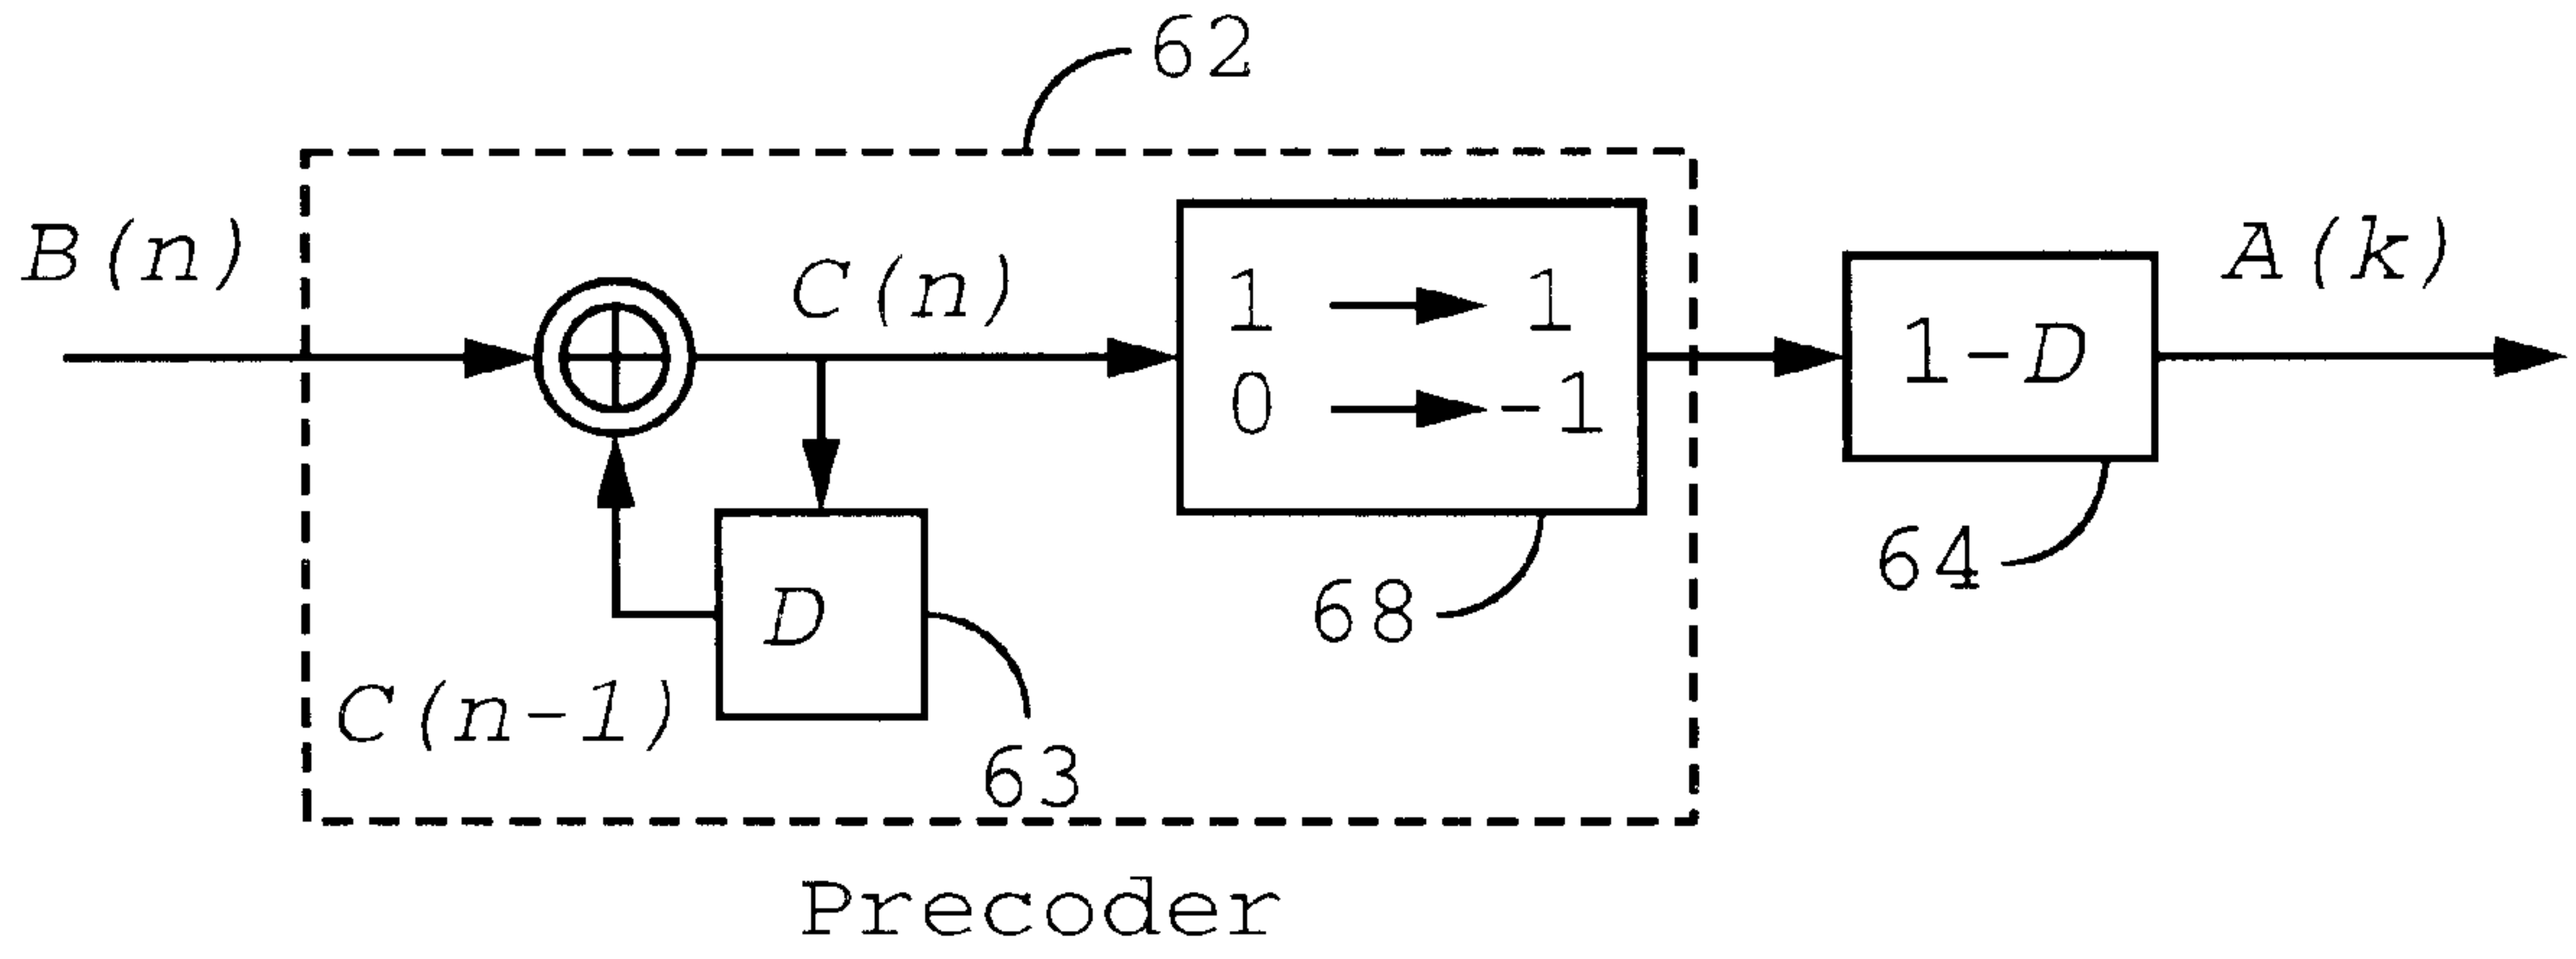 62
B(n)
C(n)
A(k)
1 1
0 -1
1-D
D
64
68
C(n-1)
63
Precoder